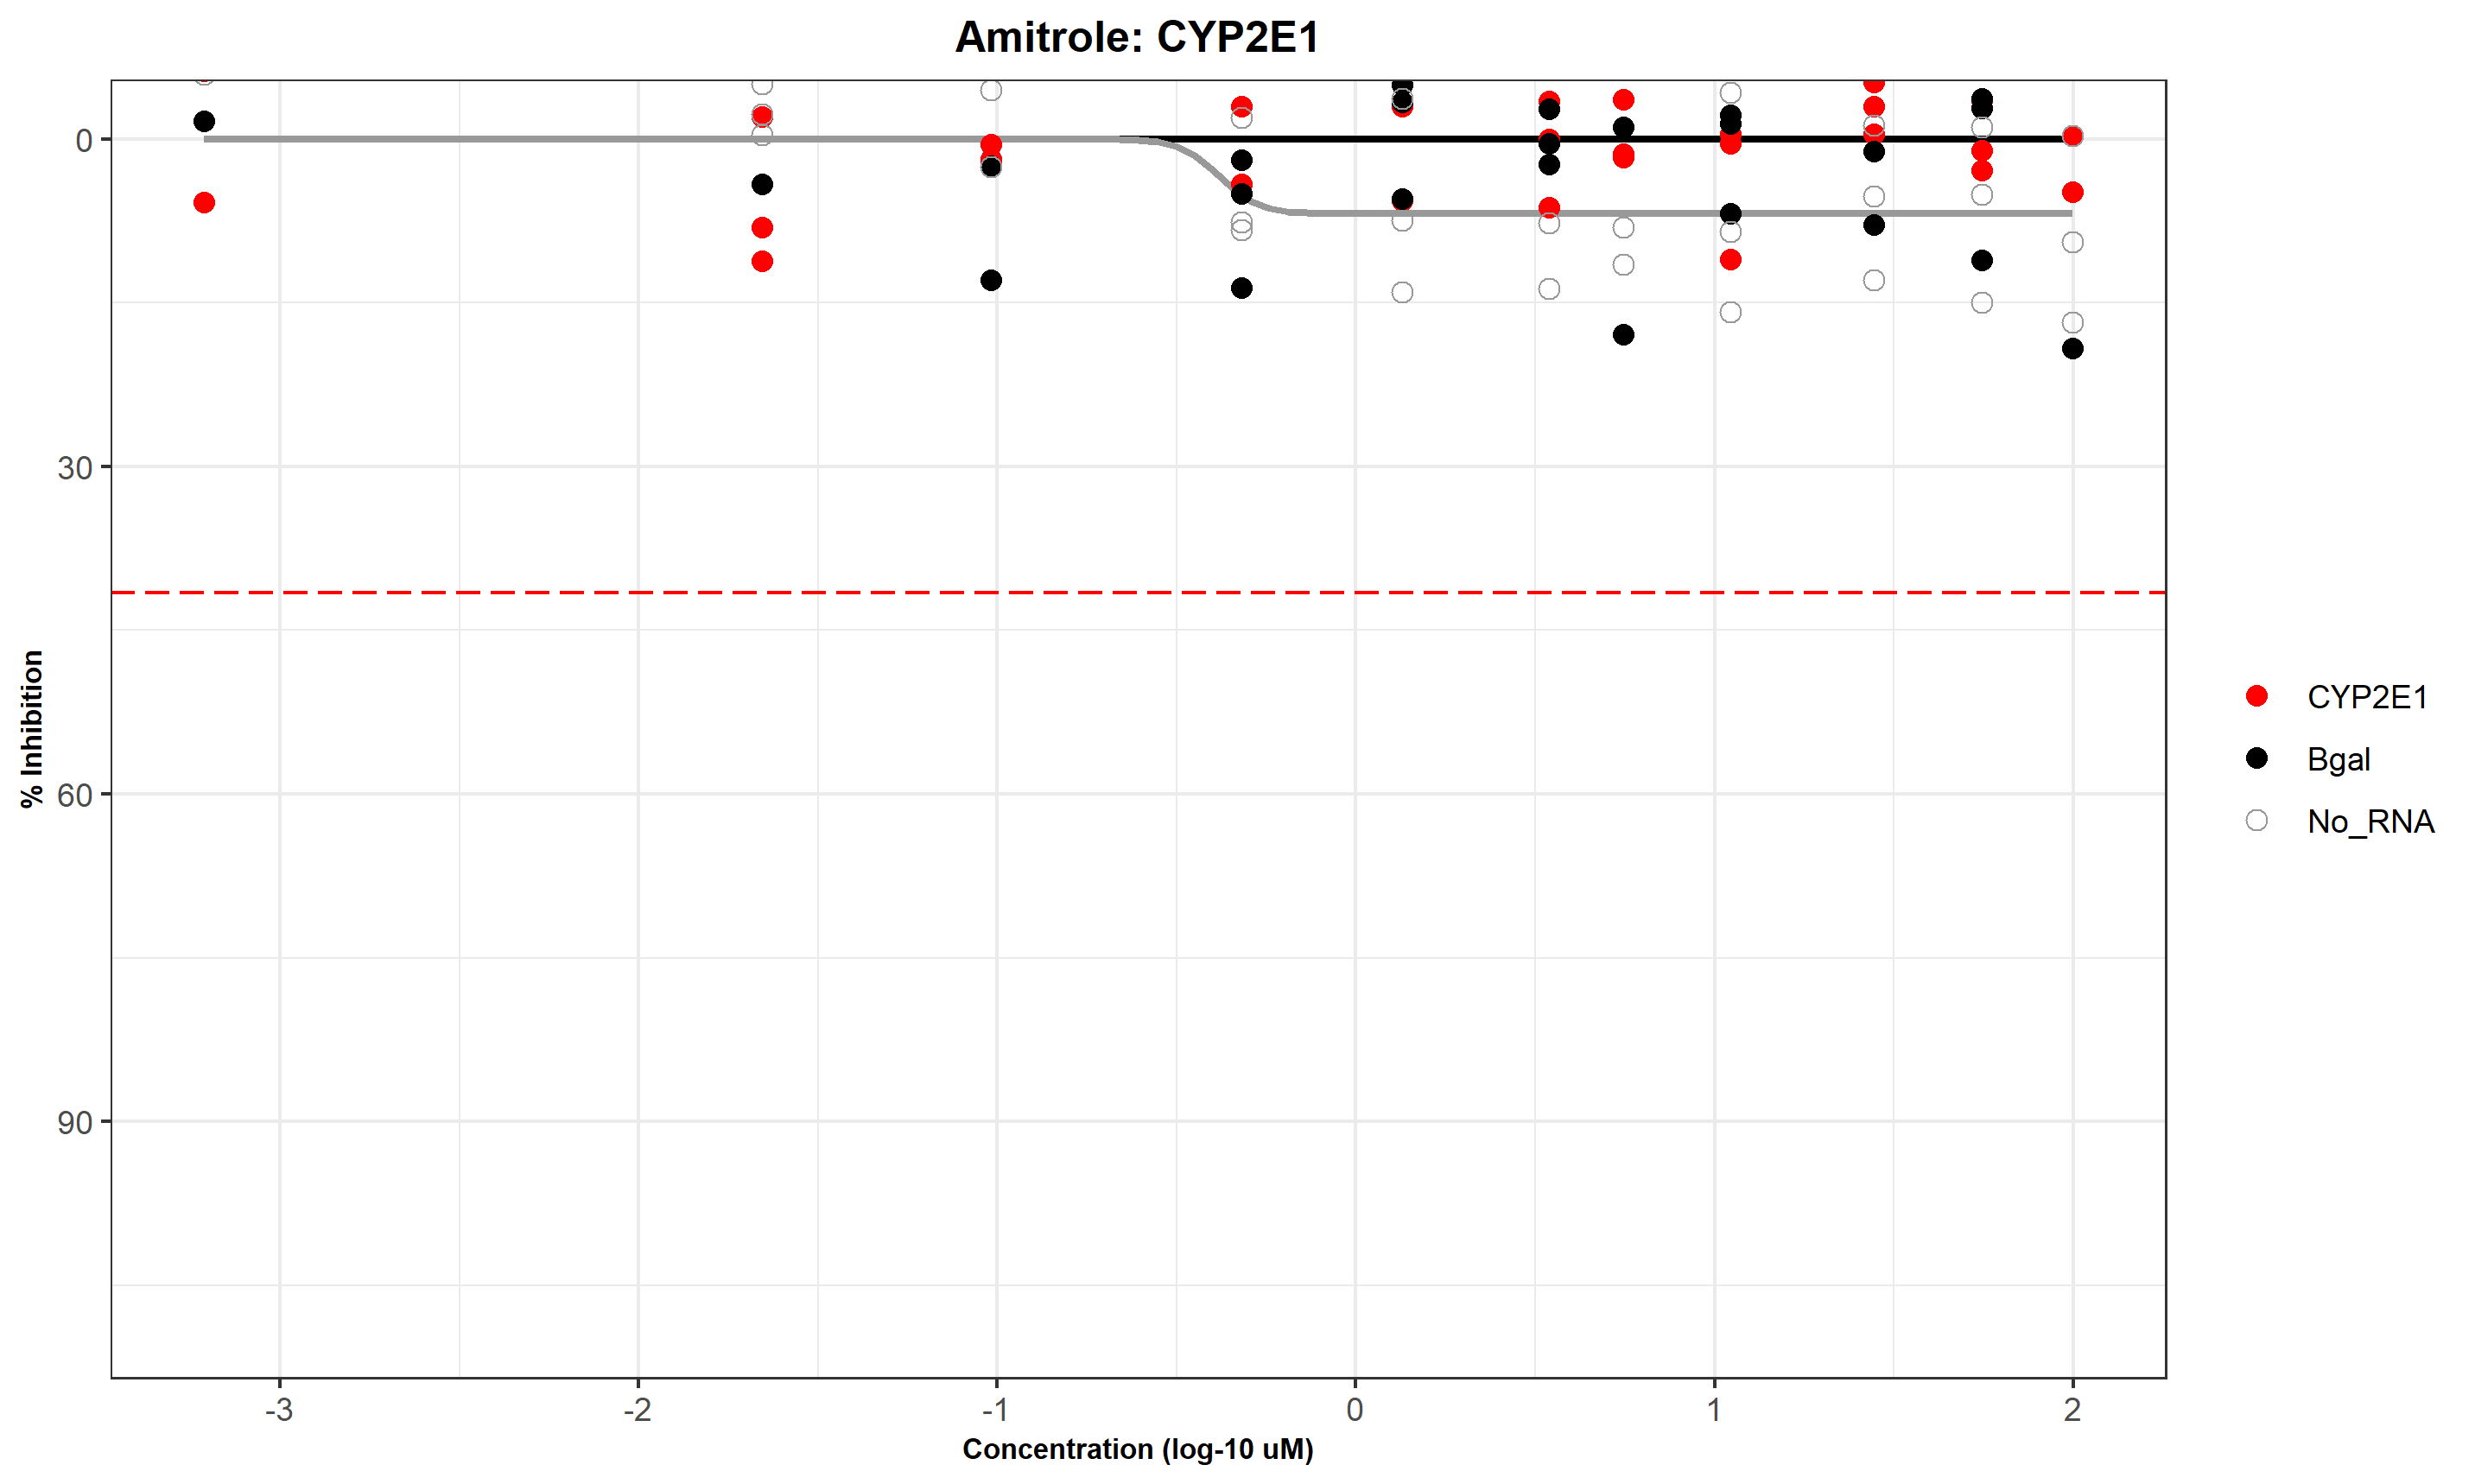 Amitrole: CYP2E1
0
30
60
90
% Inhibition
-3
-2
-1
0
1
2
Concentration (log-10 uM)
CYP2E1
Bgal
No_RNA